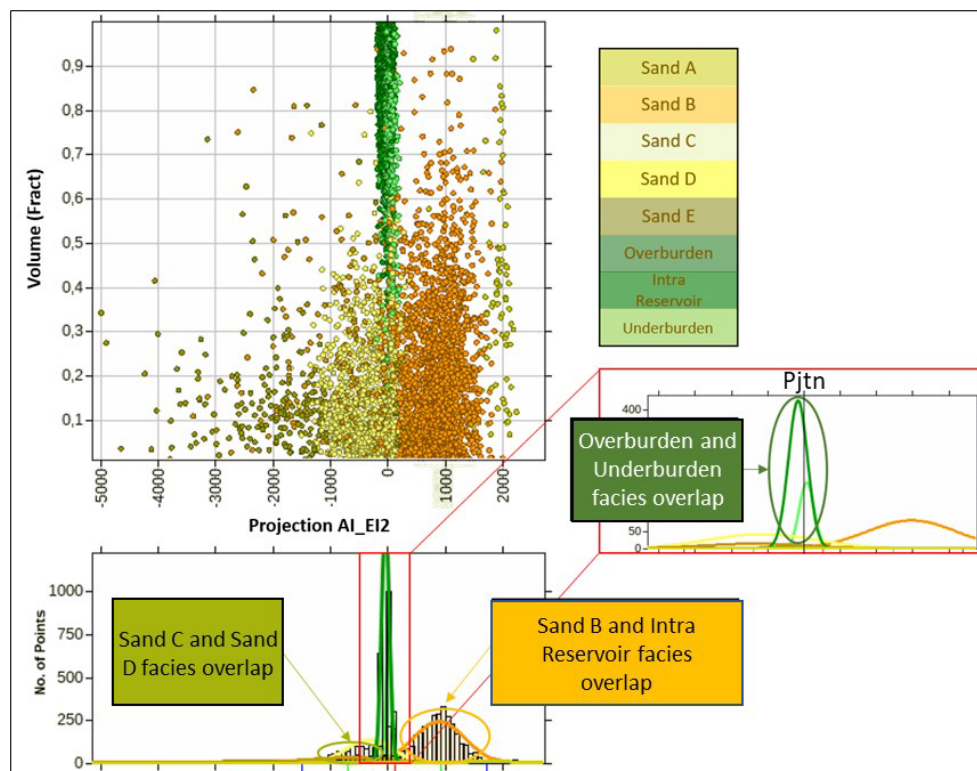 0,9
0,8
0,7
0,6
0,5
0,4
0,3
0,2
0,1
Volume (Fract)
-5000
-4000
-3000
-2000
-1000
0
1000
2000
Projection AI_EI2
Sand A
Sand B
Sand C
Sand D
Sand E
Overburden
Intra
Reservoir
Underburden
Pjtn
400
50
0
Overburden and
Underburden
facies overlap
1000
750
500
250
0
No. of Points
Sand C and Sand
D facies overlap
Sand B and Intra
Reservoir facies
overlap